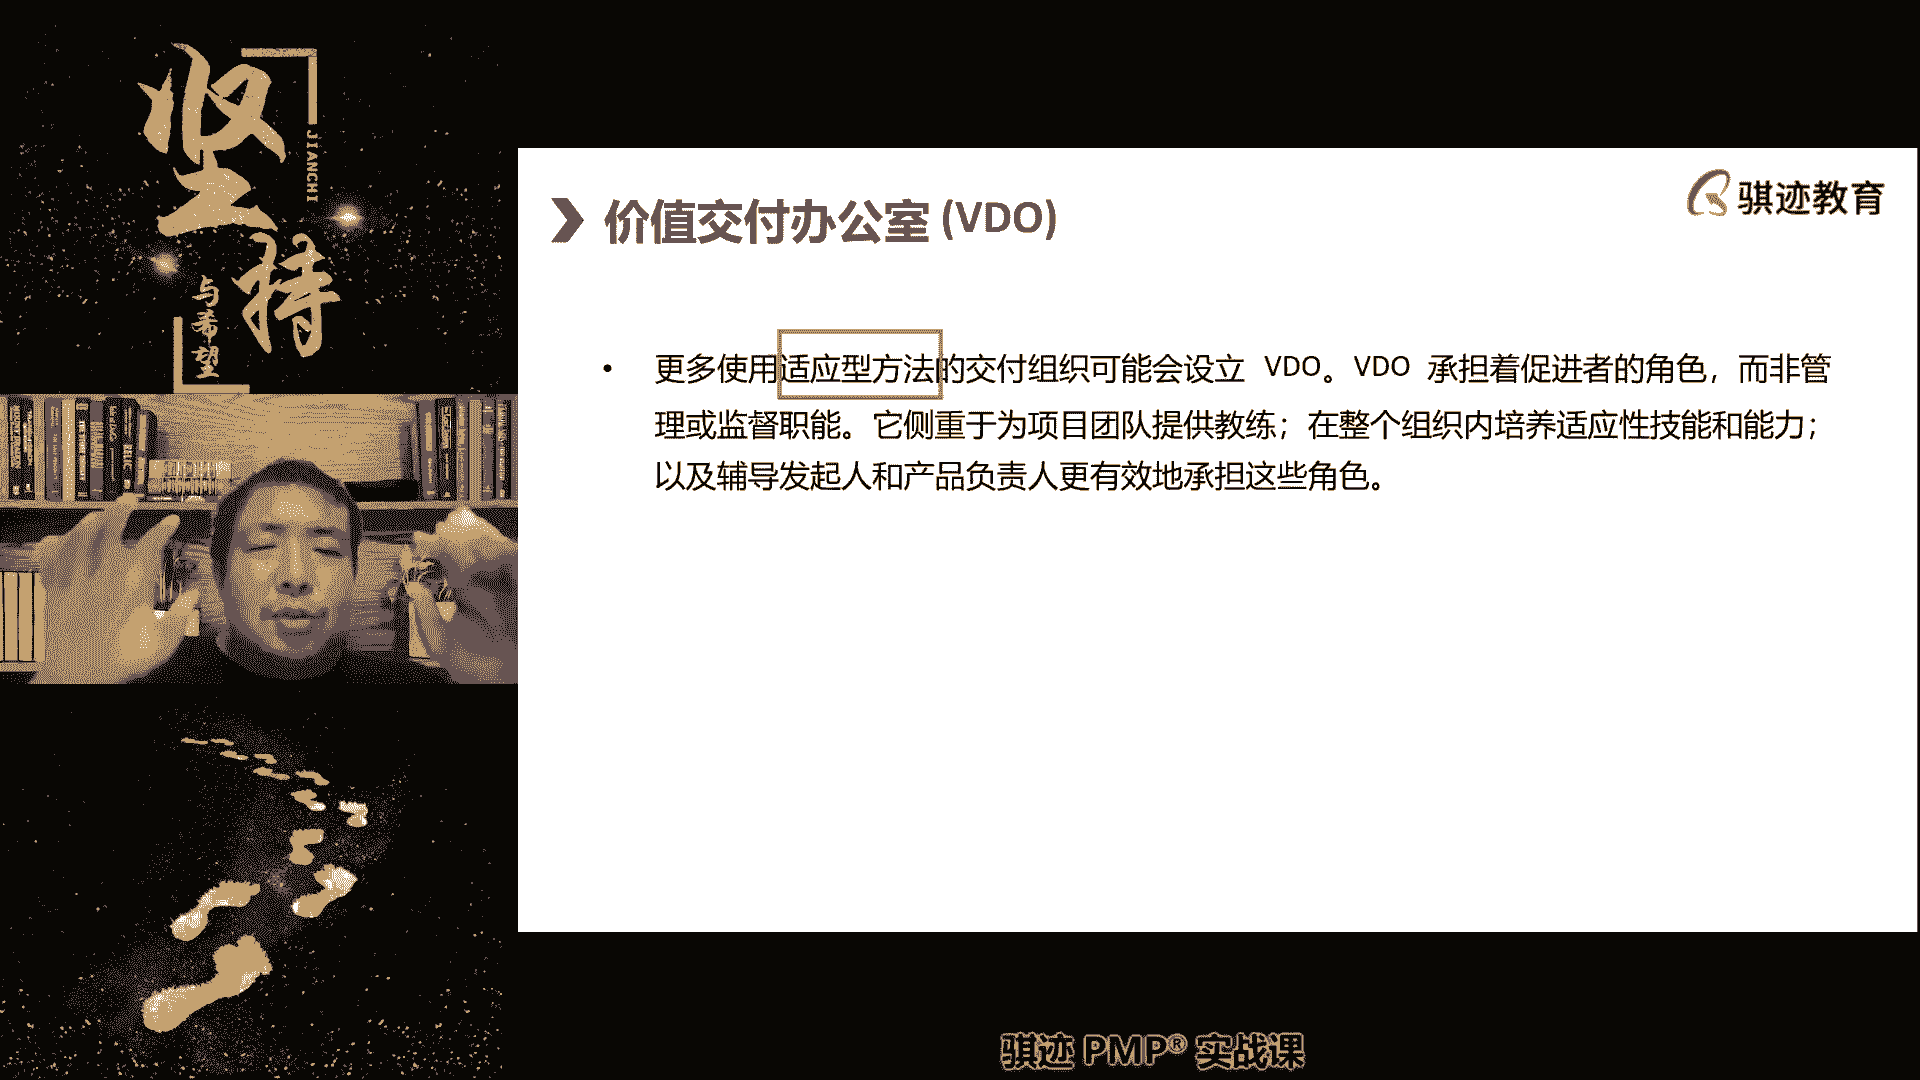 坚持
JIANCHI
与希望
骐迹教育
价值交付办公室 (VDO)
• 更多使用适应型方法的交付组织可能会设立 VDO。VDO 承担着促进者的角色，而非管
理或监督职能。它侧重于为项目团队提供教练；在整个组织内培养适应性技能和能力；
以及辅导发起人和产品负责人更有效地承担这些角色。
骐迹 PMP® 实战课